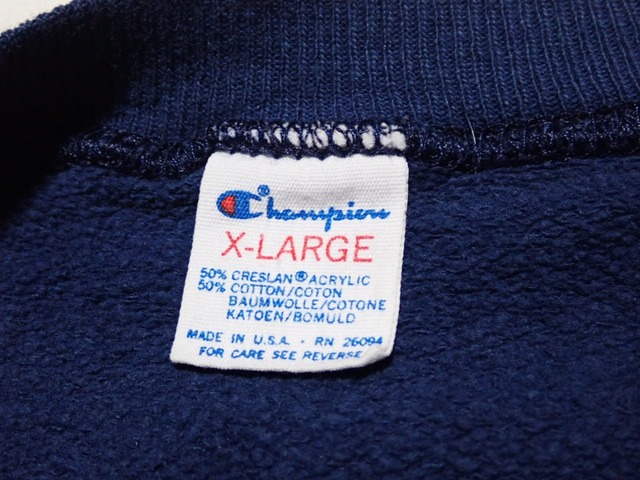 Champion®
X-LARGE
50% CRESLAN® ACRYLIC
50% COTTON/COTON
BAUMWOLLE/COTONE
KATOEN/BOMULD
MADE IN U.S.A. · RN 26094
FOR CARE SEE REVERSE